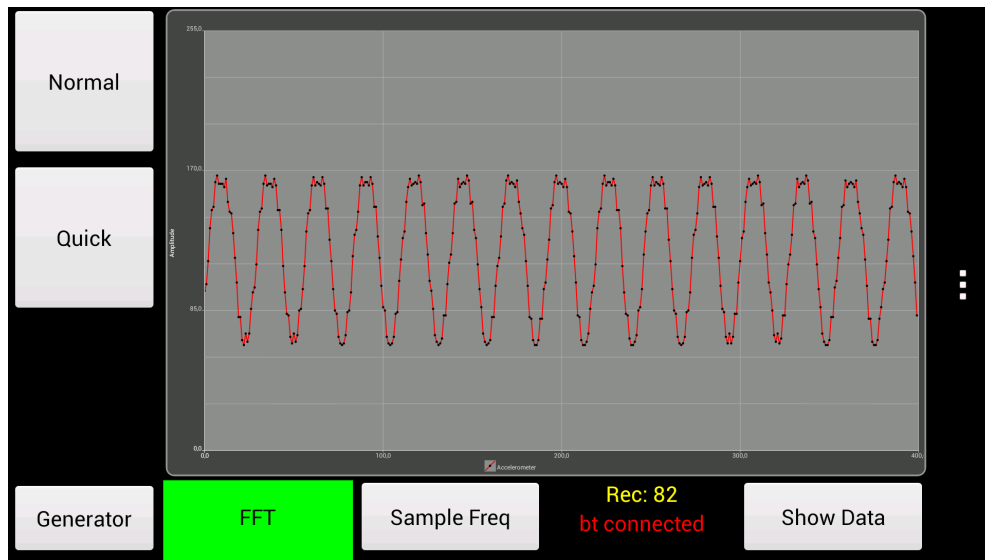 Normal
Quick
255,0
170,0
85,0
0,0
Amplitude
0,0 100,0 200,0 300,0 400,
Accelerometer
Generator
FFT
Sample Freq
Rec: 82
bt connected
Show Data